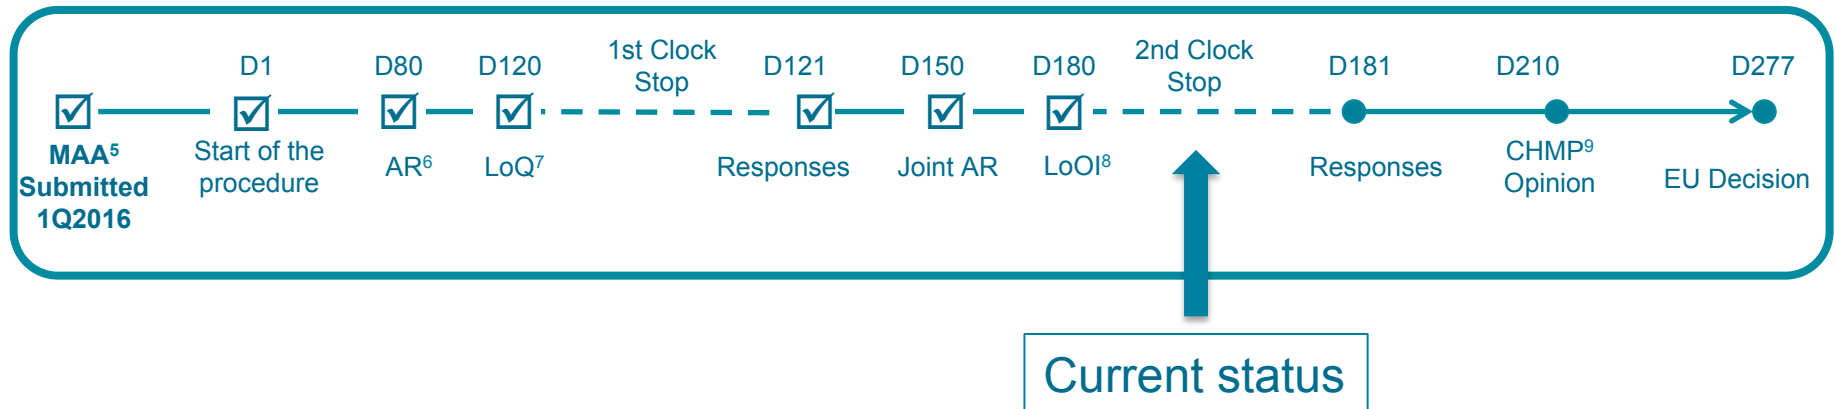 1st Clock
Stop
2nd Clock
Stop
D1
D80
D120
D121
D150
D180
D181
D210
D277
MAA⁵
Submitted
1Q2016
Start of the
procedure
AR⁶
LoQ⁷
Responses
Joint AR
LoOI⁸
Responses
CHMP⁹
Opinion
EU Decision
Current status